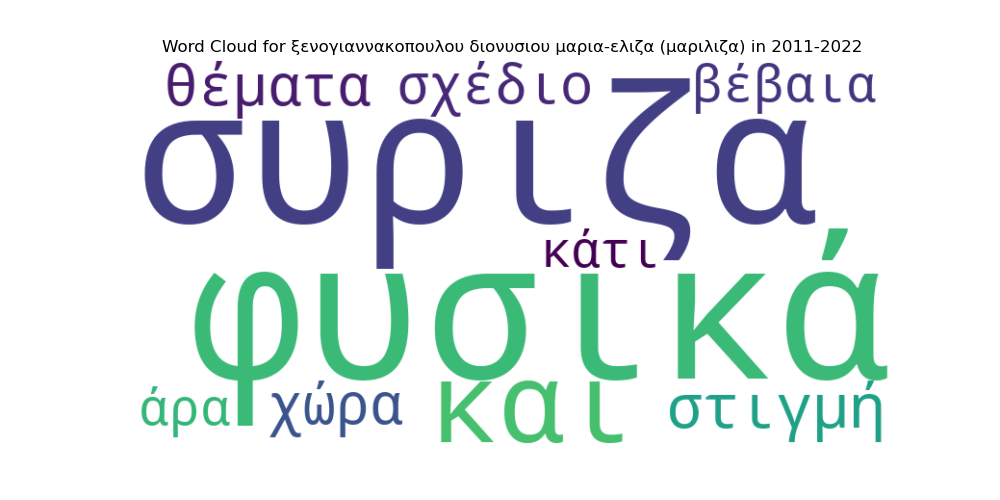 Word Cloud for ξενογιαννακοπουλου διονυσιου μαρια-ελιζα (μαριλιζα) in 2011-2022
θέματα σχέδιο βέβαια
συριζα
κάτι
φυσικά
άρα χώρα και στιγμή